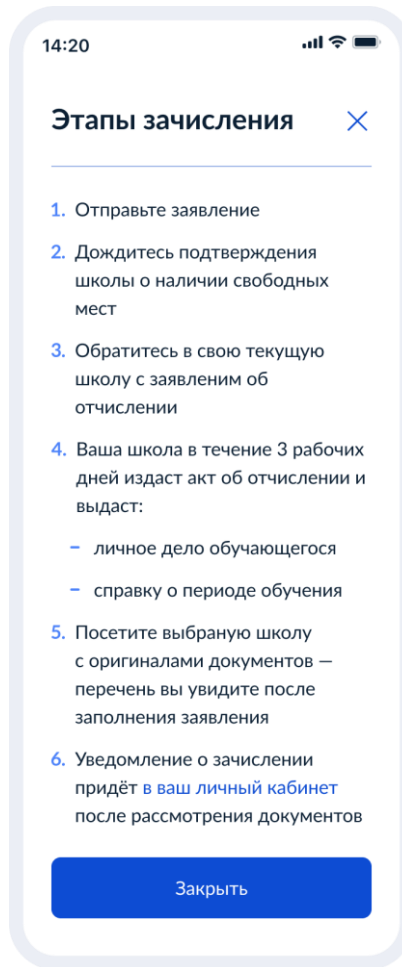 14:20
Этапы зачисления
1. Отправьте заявление
2. Дождитесь подтверждения
школы о наличии свободных
мест
3. Обратитесь в свою текущую
школу с заявленим об
отчислении
4. Ваша школа в течение 3 рабочих
дней издаст акт об отчислении и
выдаст:
– личное дело обучающегося
– справку о периоде обучения
5. Посетите выбраную школу
с оригиналами документов —
перечень вы увидите после
заполнения заявления
6. Уведомление о зачислении
придёт в ваш личный кабинет
после рассмотрения документов
Закрыть